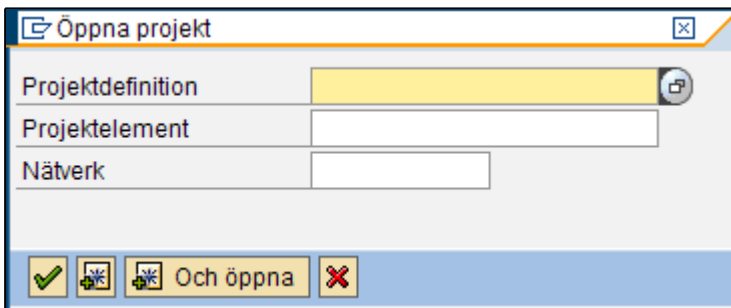 Öppna projekt
Projektdefinition
Projektelement
Nätverk
Och öppna